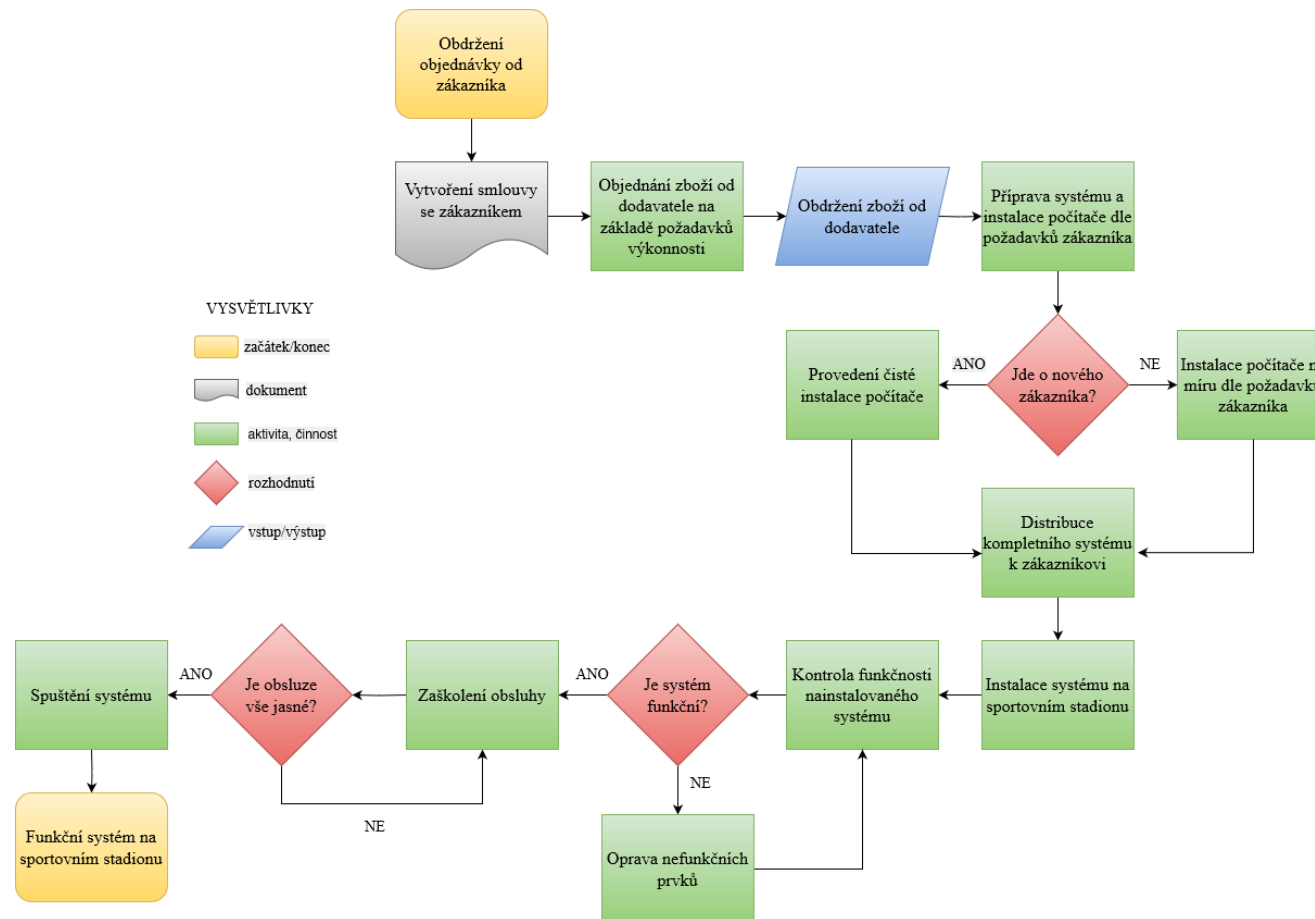 Obdržení
objednávky od
zákazníka
Vytvoření smlouvy
se zákazníkem
Objednání zboží od
dodavatele na
základě požadavků
výkonnosti
Obdržení zboží od
dodavatele
Příprava systému a
instalace počítače dle
požadavků zákazníka
VYSVĚTLIVKY
začátek/konec
dokument
aktivita, činnost
rozhodnutí
vstup/výstup
Provedení čisté
instalace počítače
ANO
Jde o nového
zákazníka?
NE
Instalace počítače n
míru dle požadavk
zákazníka
Distribuce
kompletního systému
k zákazníkovi
Spuštění systému
ANO
Je obsluze
vše jasné?
NE
Zaškolení obsluhy
ANO
Je systém
funkční?
NE
Kontrola funkčnosti
nainstalovaného
systému
Instalace systému na
sportovním stadionu
Funkční systém na
sportovním stadionu
Oprava nefunkčních
prvků